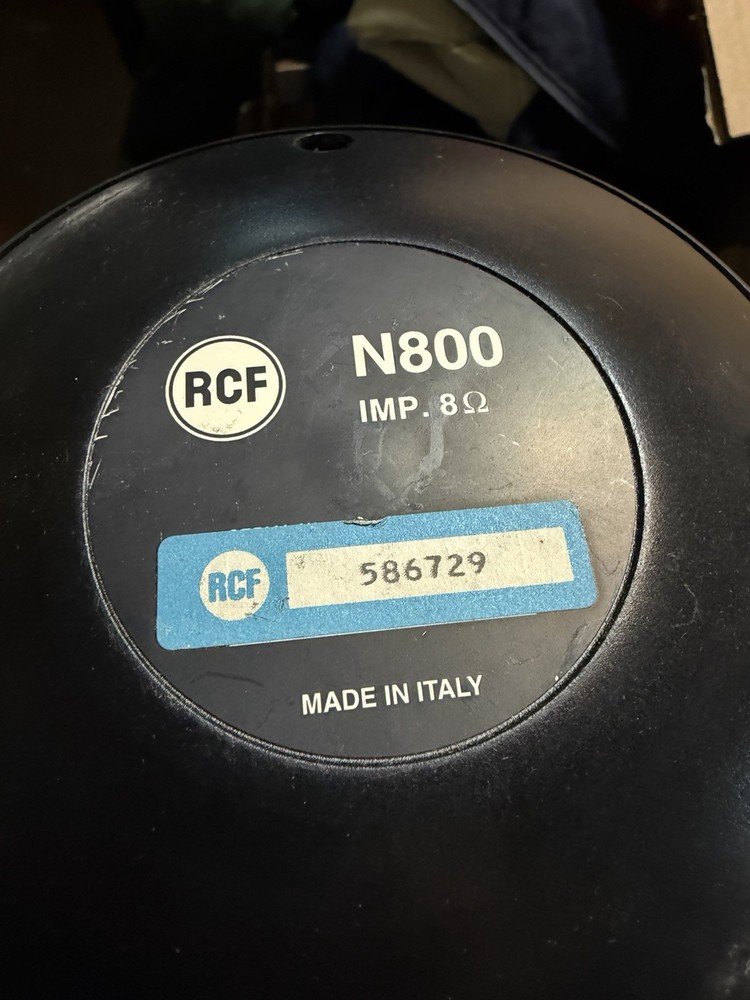 RCF
N800
IMP. 8Ω
RCF
586729
MADE IN ITALY